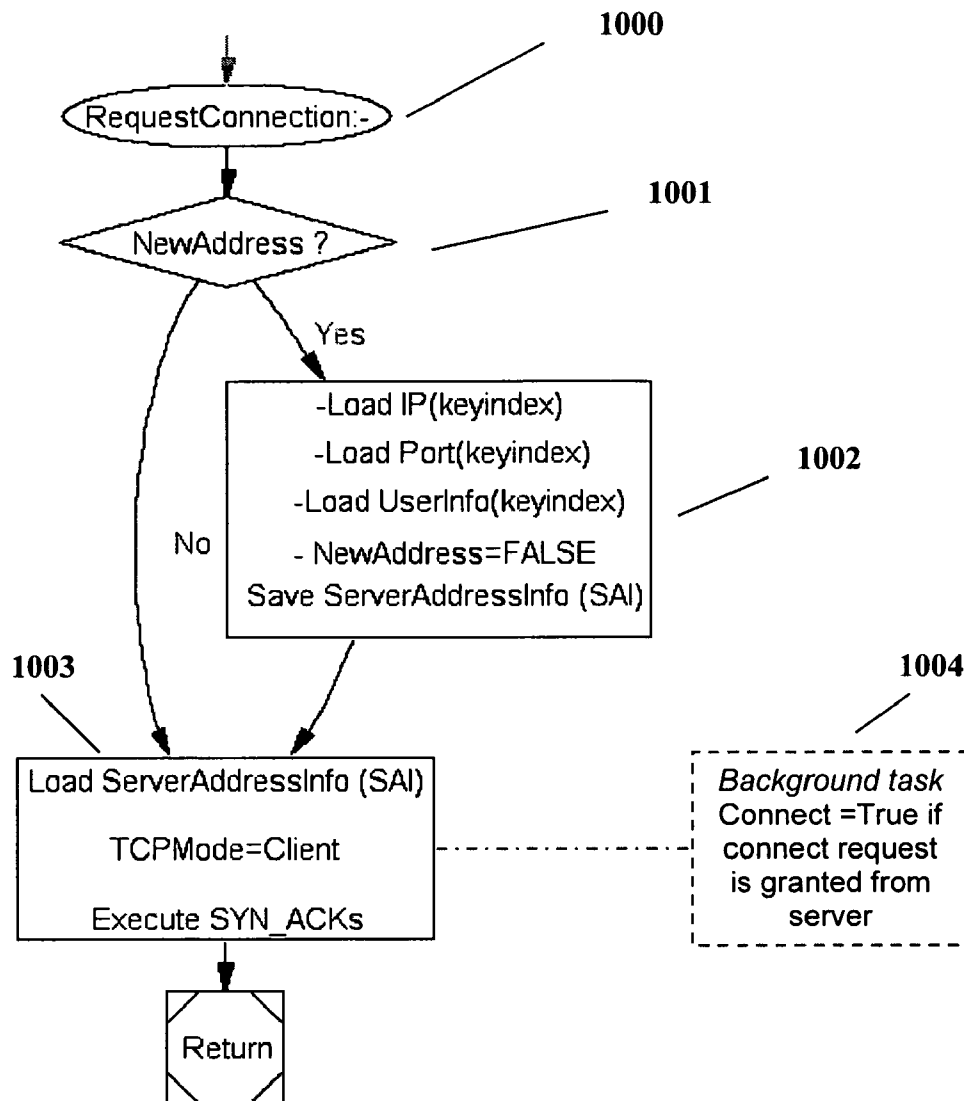 1000
RequestConnection:-
1001
NewAddress ?
Yes
-Load IP(keyindex)
-Load Port(keyindex)
1002
-Load UserInfo(keyindex)
No
- NewAddress=FALSE
Save ServerAddressInfo (SAI)
1003
1004
Load ServerAddressInfo (SAI)
TCPMode=Client
Execute SYN_ACKs
Background task
Connect =True if
connect request
is granted from
server
Return